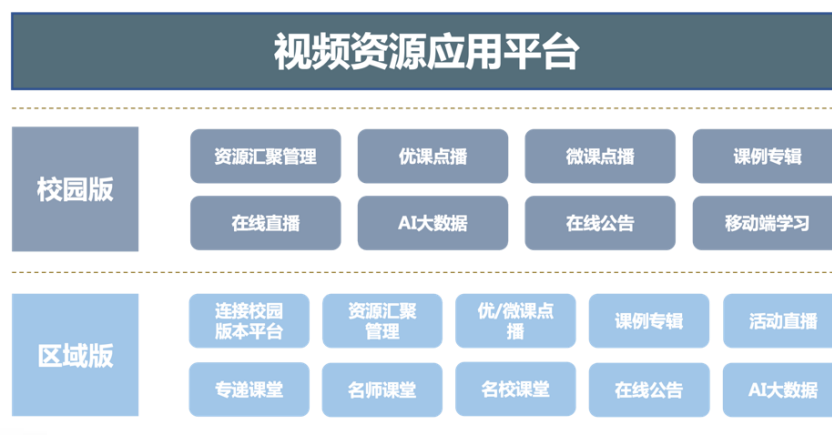 视频资源应用平台
校园版
资源汇聚管理
优课点播
微课点播
课例专辑
在线直播
AI大数据
在线公告
移动端学习
区域版
连接校园
版本平台
资源汇聚
管理
优/微课点
播
课例专辑
活动直播
专递课堂
名师课堂
名校课堂
在线公告
AI大数据